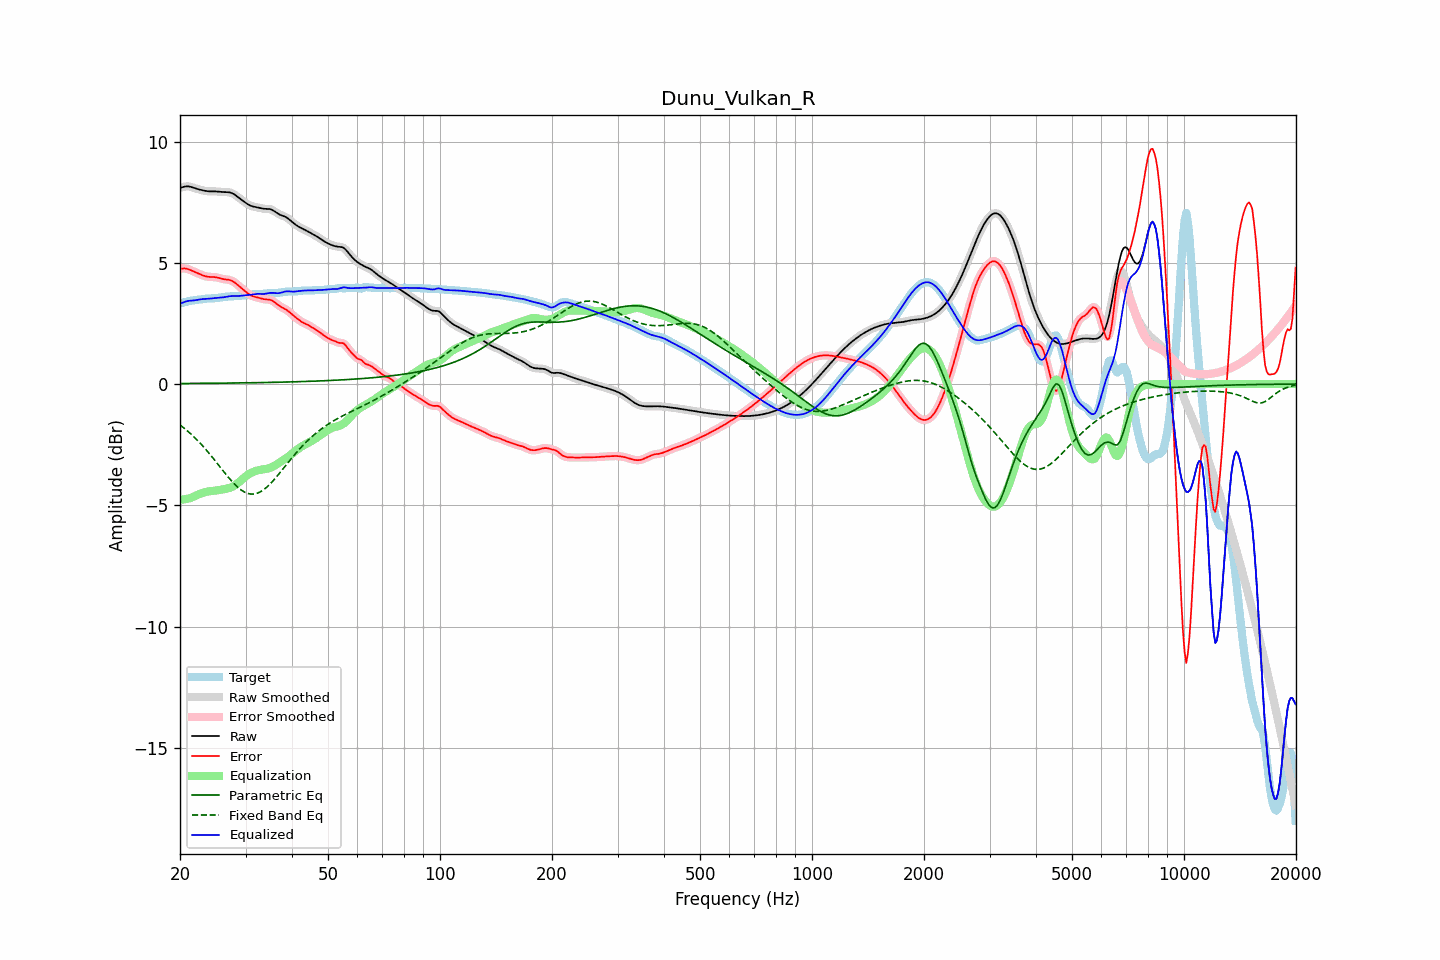 Dunu_Vulkan_R
10
5
0
−5
−10
−15
Amplitude (dBr)
Target
Raw Smoothed
Error Smoothed
Raw
Error
Equalization
Parametric Eq
Fixed Band Eq
Equalized
20 50 100 200 500 1000 2000 5000 10000 20000
Frequency (Hz)